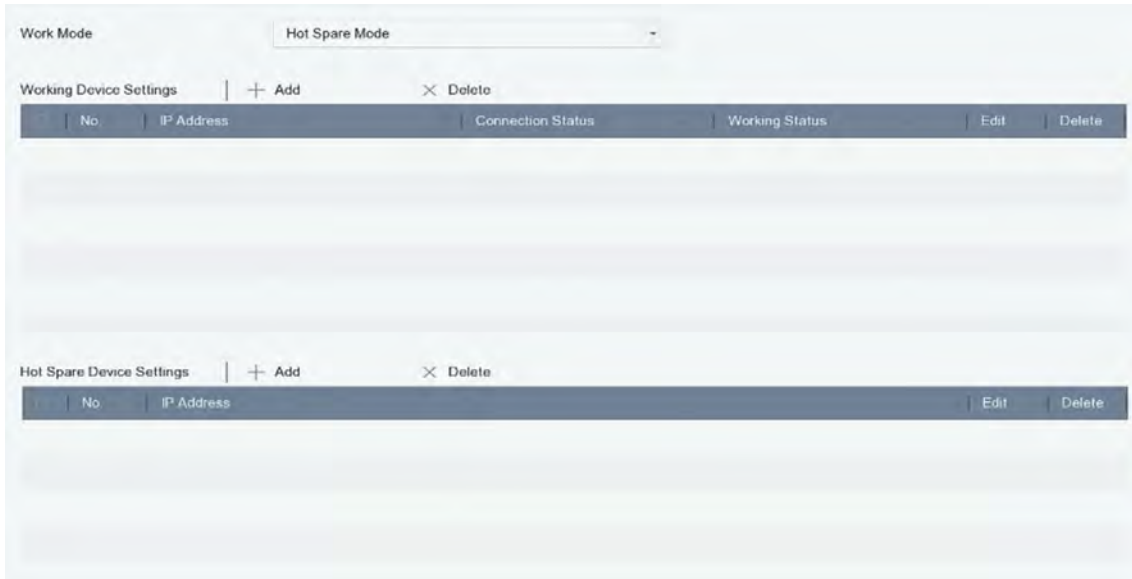 Work Mode Hot Spare Mode
Working Device Settings Add Delete
No. IP Address Connection Status Working Status Edit Delete
Hot Spare Device Settings Add Delete
No. IP Address Edit Delete